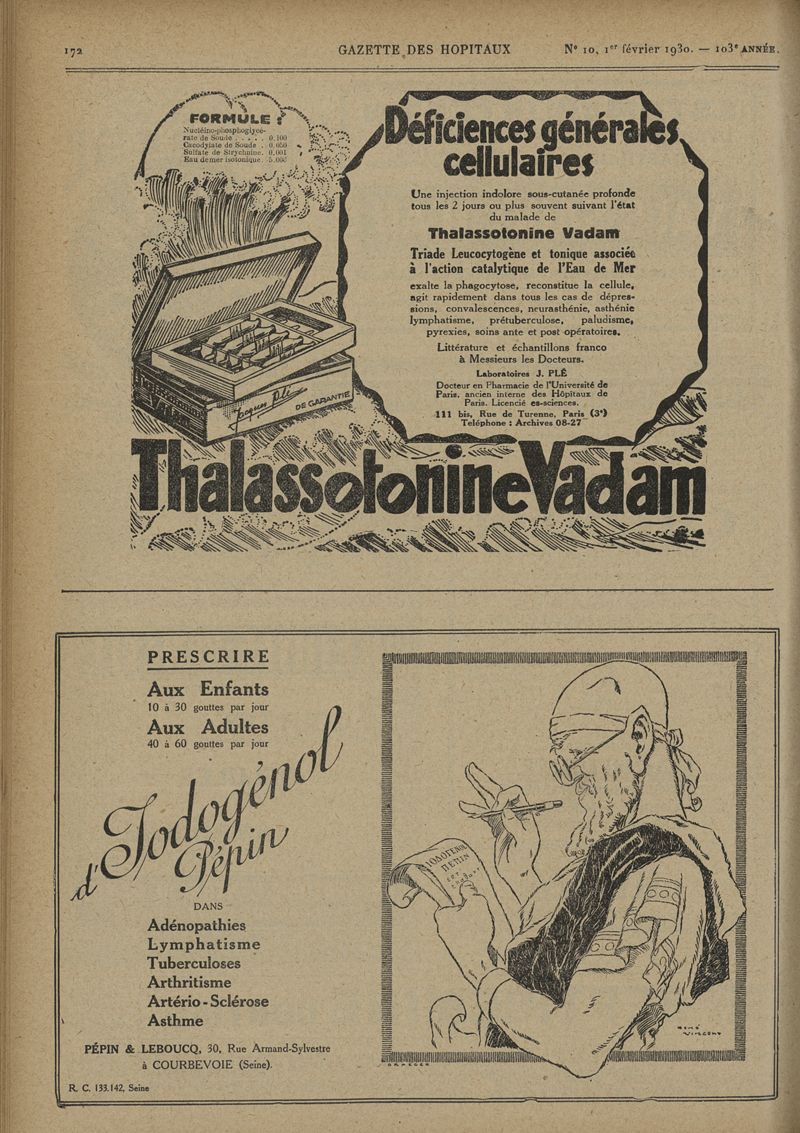 172
GAZETTE DES HOPITAUX
N° 10, 1er février 1930. — 103e ANNÉE.
FORMULE :
Nucléino-phosphoglycé-
rate de Soude . . . . . 0.100
Cacodylate de Soude . 0.050
Sulfate de Strychnine. 0.001
Eau de mer isotonique. 5.000
Déficiences générales
cellulaires
Une injection indolore sous-cutanée profonde
tous les 2 jours ou plus souvent suivant l'état
du malade de
Thalassotonine Vadam
Triade Leucocytogène et tonique associée
à l'action catalytique de l'Eau de Mer
exalte la phagocytose, reconstitue la cellule,
agit rapidement dans tous les cas de dépres-
sions, convalescences, neurasthénie, asthénie
lymphatisme, prétuberculose, paludisme,
pyrexies, soins ante et post-opératoires.
Littérature et échantillons franco
à Messieurs les Docteurs.
Laboratoires J. PLÉ
Docteur en Pharmacie de l'Université de
Paris, ancien interne des Hôpitaux de
Paris. Licencié es-sciences.
111 bis, Rue de Turenne, Paris (3e)
Teléphone : Archives 08-27
Jacques Plé
DE GARANTIE
Thalassotonine Vadam
PRESCRIRE
Aux Enfants
10 à 30 gouttes par jour
Aux Adultes
40 à 60 gouttes par jour
d'Iodogénol
Pépin
DANS
Adénopathies
Lymphatisme
Tuberculoses
Arthritisme
Artério-Sclérose
Asthme
PÉPIN & LEBOUCQ, 30, Rue Armand-Sylvestre
à COURBEVOIE (Seine).
R. C. 133.142, Seine
RENÉ
VINCENT
DRAEGER